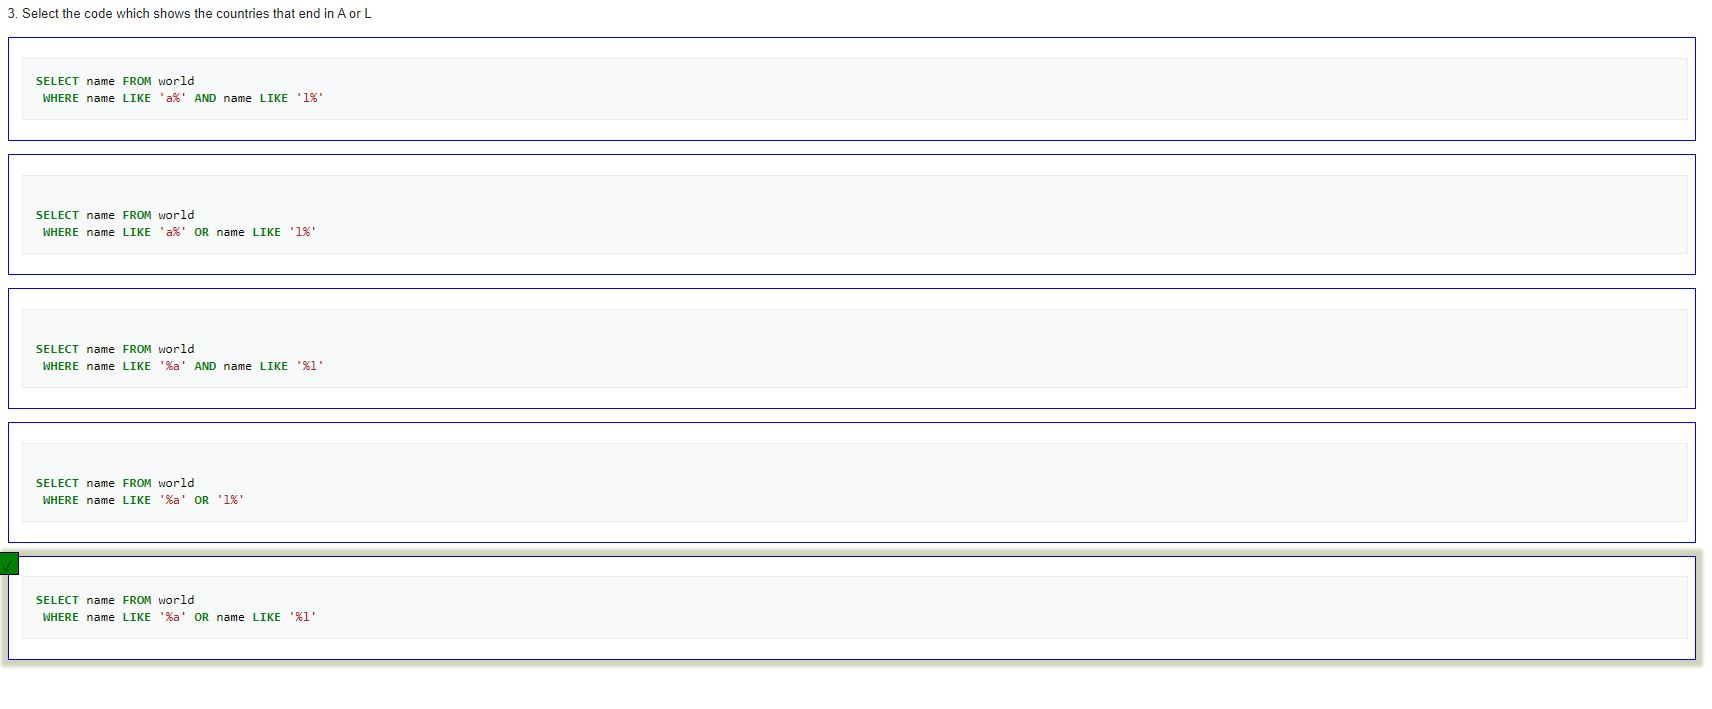 3. Select the code which shows the countries that end in A or L
SELECT name FROM world
WHERE name LIKE 'a%' AND name LIKE 'l%'
SELECT name FROM world
WHERE name LIKE 'a%' OR name LIKE 'l%'
SELECT name FROM world
WHERE name LIKE '%a' AND name LIKE '%l'
SELECT name FROM world
WHERE name LIKE '%a' OR 'l%'
✓
SELECT name FROM world
WHERE name LIKE '%a' OR name LIKE '%l'